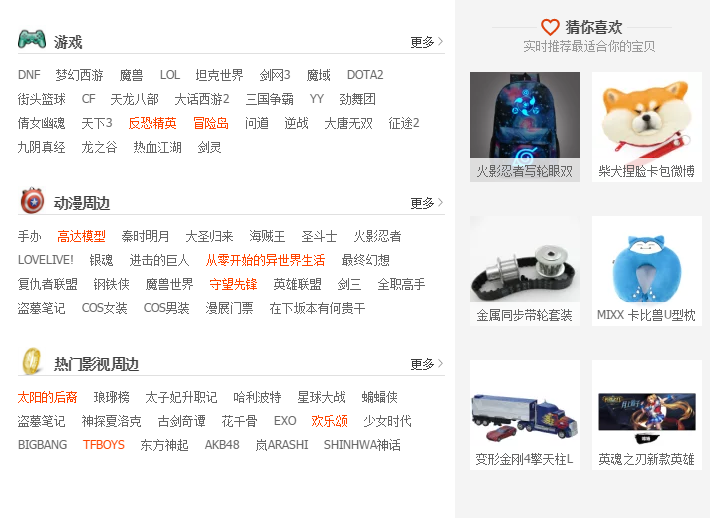 游戏
更多
DNF 梦幻西游 魔兽 LOL 坦克世界 剑网3 魔域 DOTA2
街头篮球 CF 天龙八部 大话西游2 三国争霸 YY 劲舞团
倩女幽魂 天下3 反恐精英 冒险岛 问道 逆战 大唐无双 征途2
九阴真经 龙之谷 热血江湖 剑灵
动漫周边
更多
手办 高达模型 秦时明月 大圣归来 海贼王 圣斗士 火影忍者
LOVELIVE! 银魂 进击的巨人 从零开始的异世界生活 最终幻想
复仇者联盟 钢铁侠 魔兽世界 守望先锋 英雄联盟 剑三 全职高手
盗墓笔记 COS女装 COS男装 漫展门票 在下坂本有何贵干
热门影视周边
更多
太阳的后裔 琅琊榜 太子妃升职记 哈利波特 星球大战 蝙蝠侠
盗墓笔记 神探夏洛克 古剑奇谭 花千骨 EXO 欢乐颂 少女时代
BIGBANG TFBOYS 东方神起 AKB48 岚ARASHI SHINHWA神话
猜你喜欢
实时推荐最适合你的宝贝
火影忍者写轮眼双
柴犬捏脸卡包微博
金属同步带轮套装
MIXX 卡比兽U型枕
变形金刚4擎天柱L
英魂之刃新款英雄